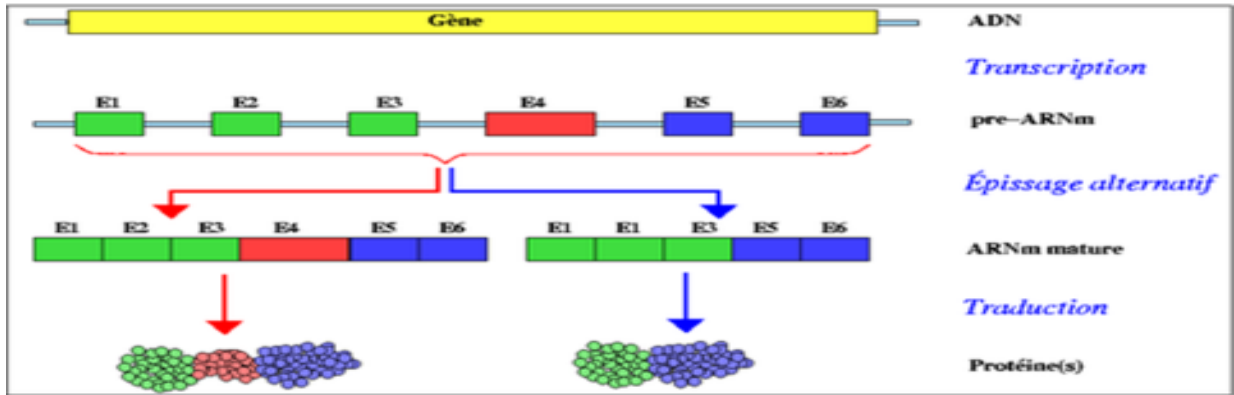 Gène ADN
Transcription
E1 E2 E3 E4 E5 E6
pre-ARNm
Épissage alternatif
E1 E2 E3 E4 E5 E6 E1 E1 E3 E5 E6
ARNm mature
Traduction
Protéine(s)